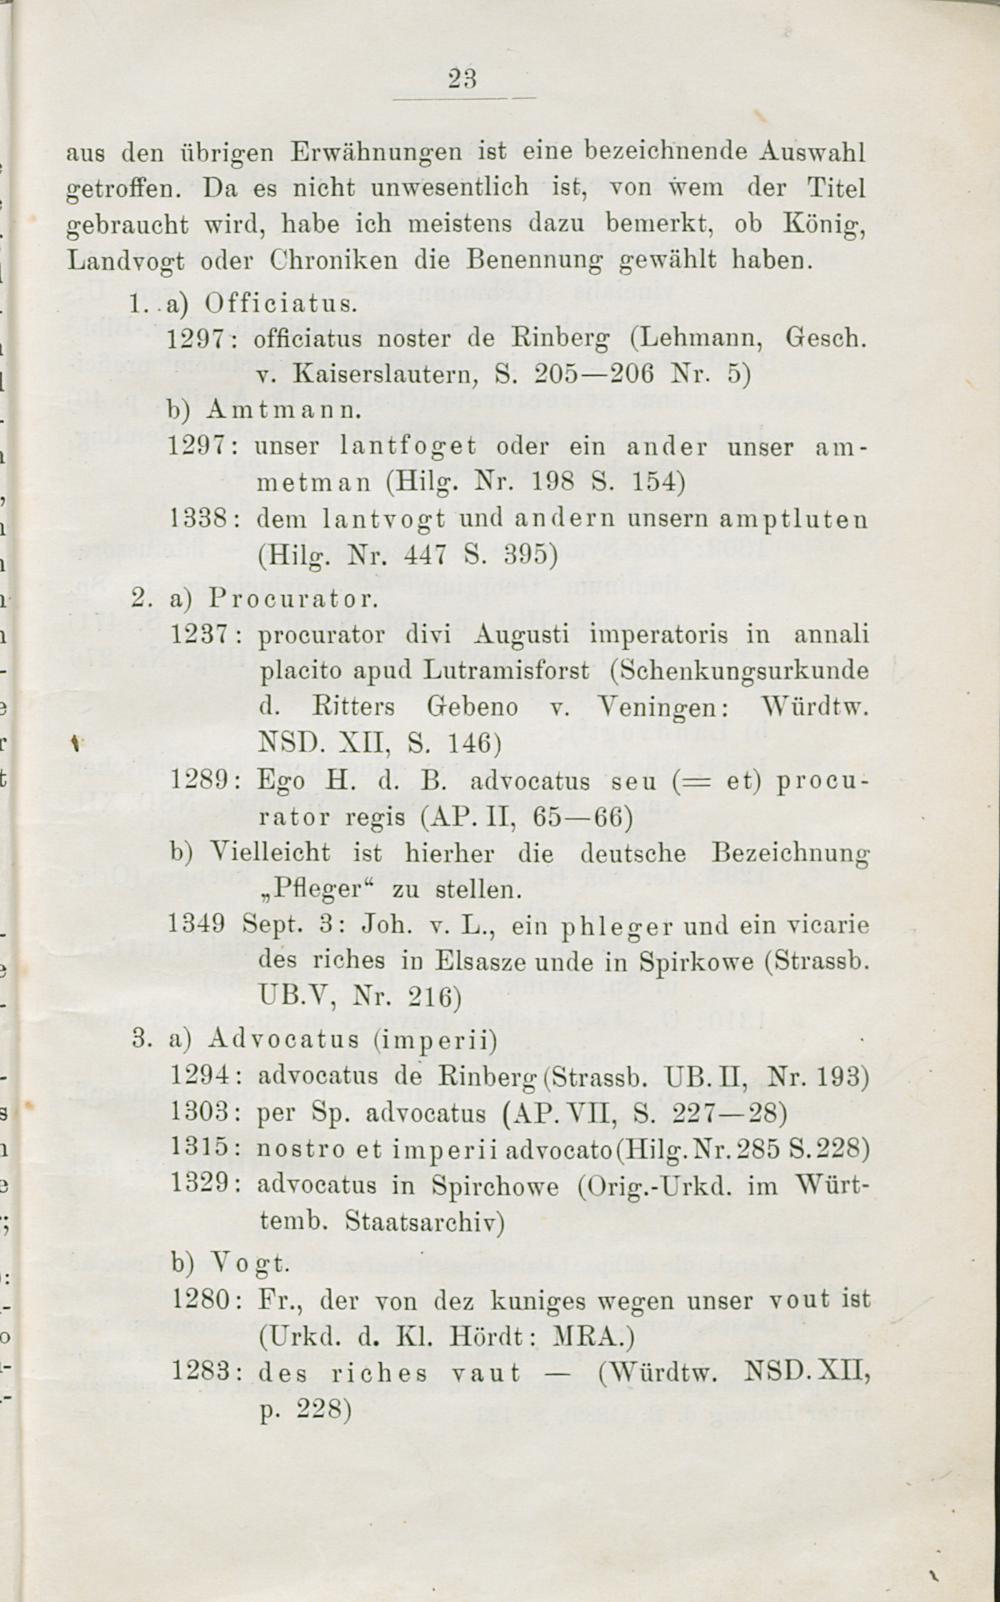 23
aus den übrigen Erwähnungen ist eine bezeichnende Auswahl
getroffen. Da es nicht unwesentlich ist, von wem der Titel
gebraucht wird, habe ich meistens dazu bemerkt, ob König,
Landvogt oder Chroniken die Benennung gewählt haben.
1. a) Officiatus.
1297: officiatus noster de Rinberg (Lehmann, Gesch.
v. Kaiserslautern, S. 205—206 Nr. 5)
b) Amtmann.
1297: unser lantfoget oder ein ander unser am-
metman (Hilg. Nr. 198 S. 154)
1338: dem lantvogt und andern unsern amptluten
(Hilg. Nr. 447 S. 395)
2. a) Procurator.
1237: procurator divi Augusti imperatoris in annali
placito apud Lutramisforst (Schenkungsurkunde
d. Ritters Gebeno v. Veningen: Würdtw.
NSD. XII, S. 146)
1289: Ego H. d. B. advocatus seu (= et) procu-
rator regis (AP. II, 65—66)
b) Vielleicht ist hierher die deutsche Bezeichnung
„Pfleger“ zu stellen.
1349 Sept. 3: Joh. v. L., ein phleger und ein vicarie
des riches in Elsasze unde in Spirkowe (Strassb.
UB.V, Nr. 216)
3. a) Advocatus (imperii)
1294: advocatus de Rinberg (Strassb. UB. II, Nr. 193)
1303: per Sp. advocatus (AP. VII, S. 227—28)
1315: nostro et imperii advocato (Hilg. Nr. 285 S. 228)
1329: advocatus in Spirchowe (Orig.-Urkd. im Würt-
temb. Staatsarchiv)
b) Vogt.
1280: Fr., der von dez kuniges wegen unser vout ist
(Urkd. d. Kl. Hördt: MRA.)
1283: des riches vaut — (Würdtw. NSD. XII,
p. 228)